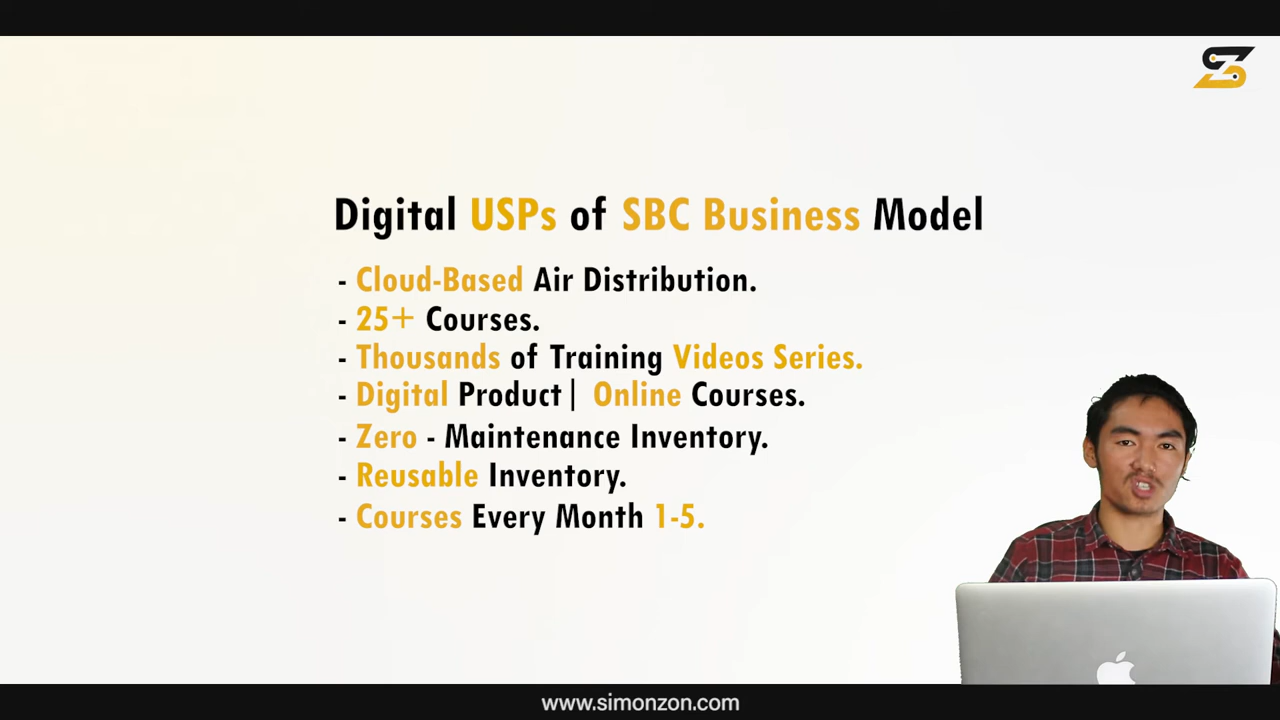 Digital USPs of SBC Business Model
- Cloud-Based Air Distribution.
- 25+ Courses.
- Thousands of Training Videos Series.
- Digital Product| Online Courses.
- Zero - Maintenance Inventory.
- Reusable Inventory.
- Courses Every Month 1-5.
www.simonzon.com